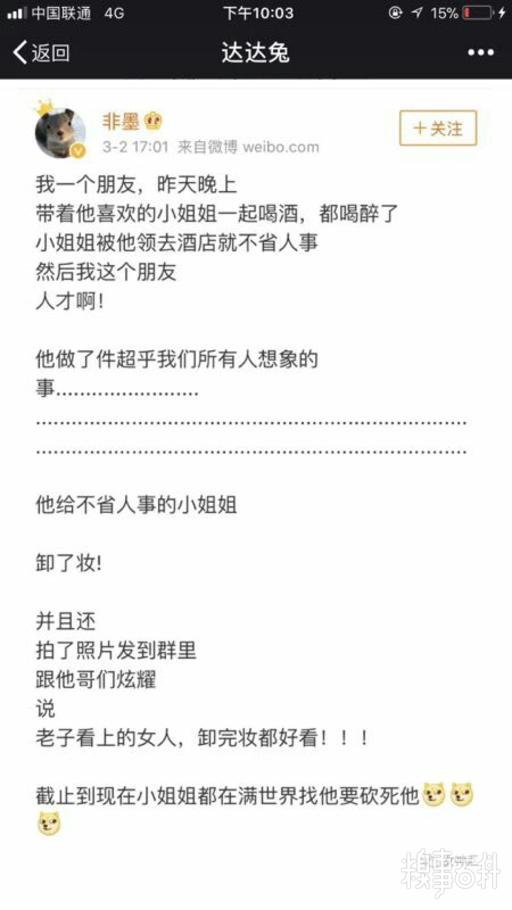 中国联通 4G 下午10:03 15%
返回 达达兔
非墨
3-2 17:01 来自微博 weibo.com
+关注
我一个朋友，昨天晚上
带着他喜欢的小姐姐一起喝酒，都喝醉了
小姐姐被他领去酒店就不省人事
然后我这个朋友
人才啊！
他做了件超乎我们所有人想象的
事........................
........................................................................
........................................................................
他给不省人事的小姐姐
卸了妆!
并且还
拍了照片发到群里
跟他哥们炫耀
说
老子看上的女人，卸完妆都好看！！！
截止到现在小姐姐都在满世界找他要砍死他
糗事百科